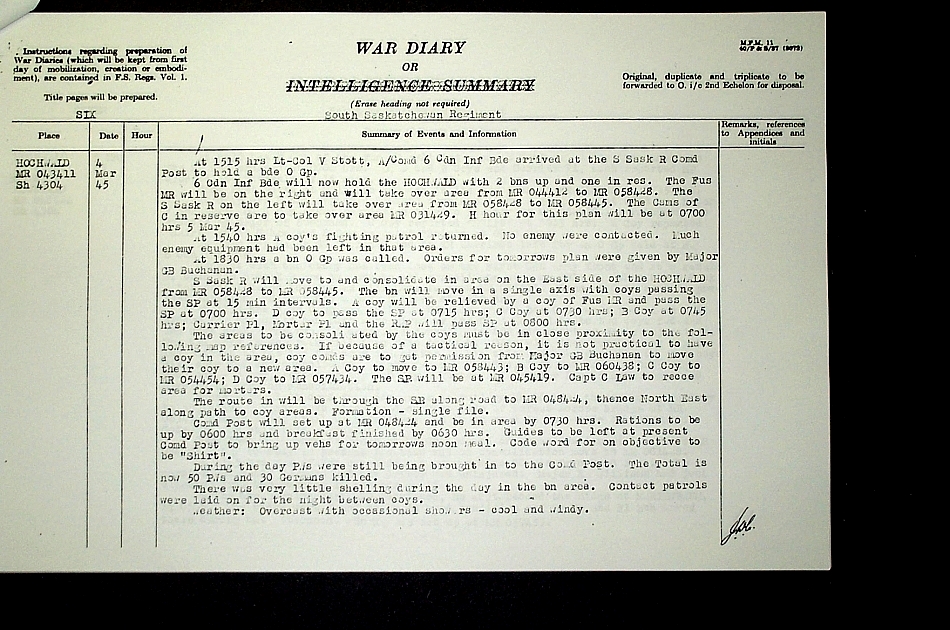 Instructions regarding preparation of
War Diaries (which will be kept from first
day of mobilization, creation or embodi-
ment), are contained in F.S. Regs. Vol. 1.
Title pages will be prepared.
WAR DIARY
OR
INTELLIGENCE SUMMARY
(Erase heading not required)
South Saskatchewan Regiment
M.F.M. 11
Original, duplicate and triplicate to be
forwarded to O. i/c 2nd Echelon for disposal.
SIX
Place Date Hour Summary of Events and Information Remarks, references to Appendices and initials
HOCHWALD 4
MR 043411 Mar
Sh 4304 45
At 1515 hrs Lt-Col V Stott, A/Comd 6 Cdn Inf Bde arrived at the S Sask R Comd
Post to hold a bde O Gp.
6 Cdn Inf Bde will now hold the HOCHWALD with 2 bns up and one in res. The Fus
MR will be on the right and will take over area from MR 044412 to MR 058428. The
S Sask R on the left will take over area from MR 058428 to MR 058445. The Cams of
C in reserve are to take over area MR 031429. H hour for this plan will be at 0700
hrs 5 Mar 45.
At 1540 hrs A coy's fighting patrol returned. No enemy were contacted. Much
enemy equipment had been left in that area.
At 1830 hrs a bn O Gp was called. Orders for tomorrows plan were given by Major
GB Buchanan.
S Sask R will move to and consolidate in area on the East side of the HOCHWALD
from MR 058428 to MR 058445. The bn will move in a single axis with coys passing
the SP at 15 min intervals. A coy will be relieved by a coy of Fus MR and pass the
SP at 0700 hrs. D coy to pass the SP at 0715 hrs; C Coy at 0730 hrs; B Coy at 0745
hrs; Carrier Pl, Mortar Pl and the RAP will pass SP at 0800 hrs.
The areas to be consolidated by the coys must be in close proximity to the fol-
lowing map references. If because of a tactical reason, it is not practical to have
a coy in the area, coy comds are to get permission from Major GB Buchanan to move
their coy to a new area. A Coy to move to MR 058443; B Coy to MR 060438; C Coy to
MR 054454; D Coy to MR 057434. The SP will be at MR 045419. Capt C Law to recce
area for mortars.
The route in will be through the SP along road to MR 048424, thence North East
along path to coy areas. Formation - single file.
Comd Post will set up at MR 048424 and be in area by 0730 hrs. Rations to be
up by 0600 hrs and breakfast finished by 0630 hrs. Guides to be left at present
Comd Post to bring up vehs for tomorrows noon meal. Code word for on objective to
be "Shirt".
During the day PWs were still being brought in to the Comd Post. The Total is
now 50 PWs and 30 Germans killed.
There was very little shelling during the day in the bn area. Contact patrols
were laid on for the night between coys.
Weather: Overcast with occasional showers - cool and windy.